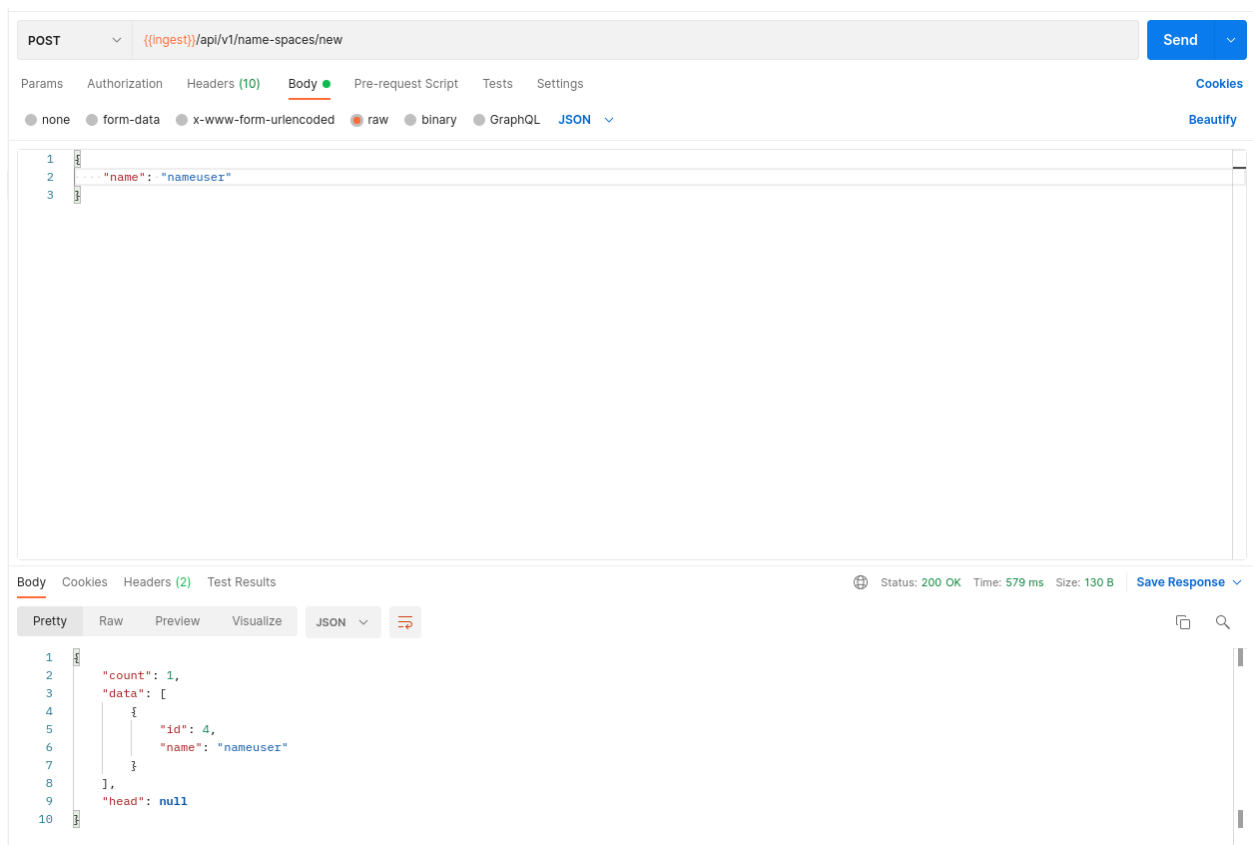 POST {{ingest}}/api/v1/name-spaces/new Send
Params Authorization Headers (10) Body Pre-request Script Tests Settings Cookies
none form-data x-www-form-urlencoded raw binary GraphQL JSON Beautify
1 {
2 ····"name":·"nameuser"
3 }
Body Cookies Headers (2) Test Results Status: 200 OK Time: 579 ms Size: 130 B Save Response
Pretty Raw Preview Visualize JSON
1 {
2 "count": 1,
3 "data": [
4 {
5 "id": 4,
6 "name": "nameuser"
7 }
8 ],
9 "head": null
10 }